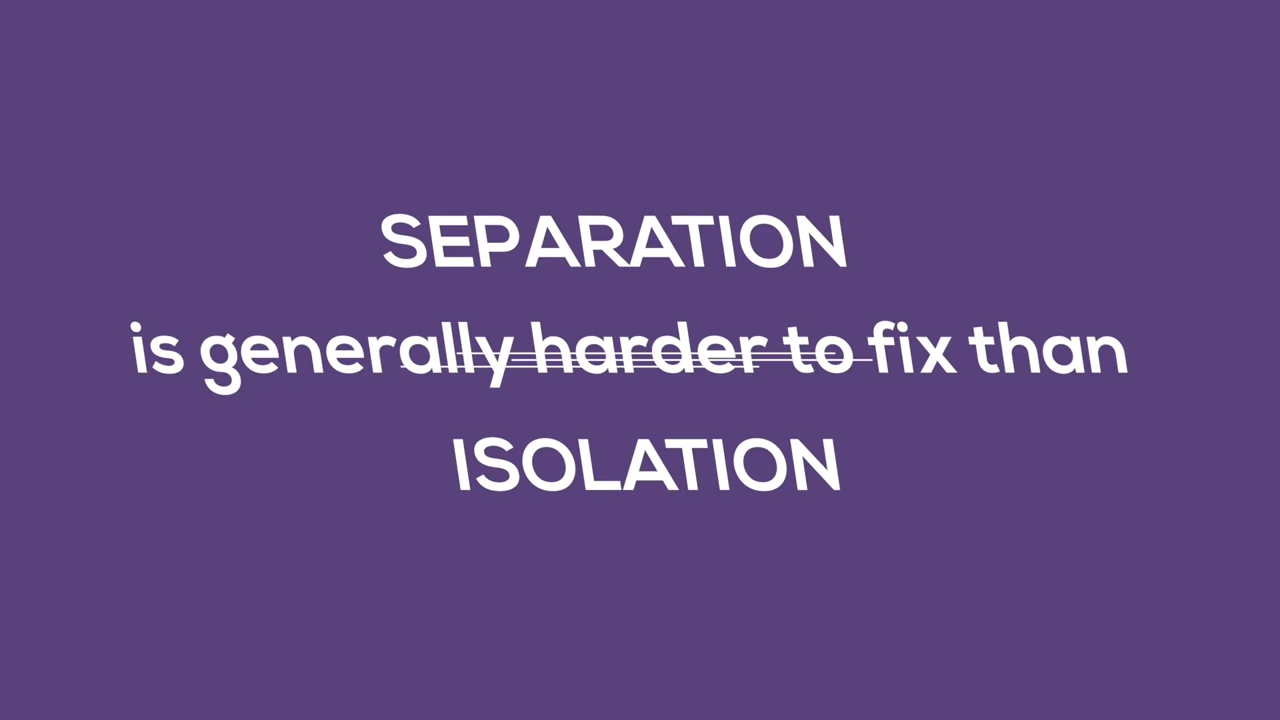 SEPARATION
is generally harder to fix than
ISOLATION